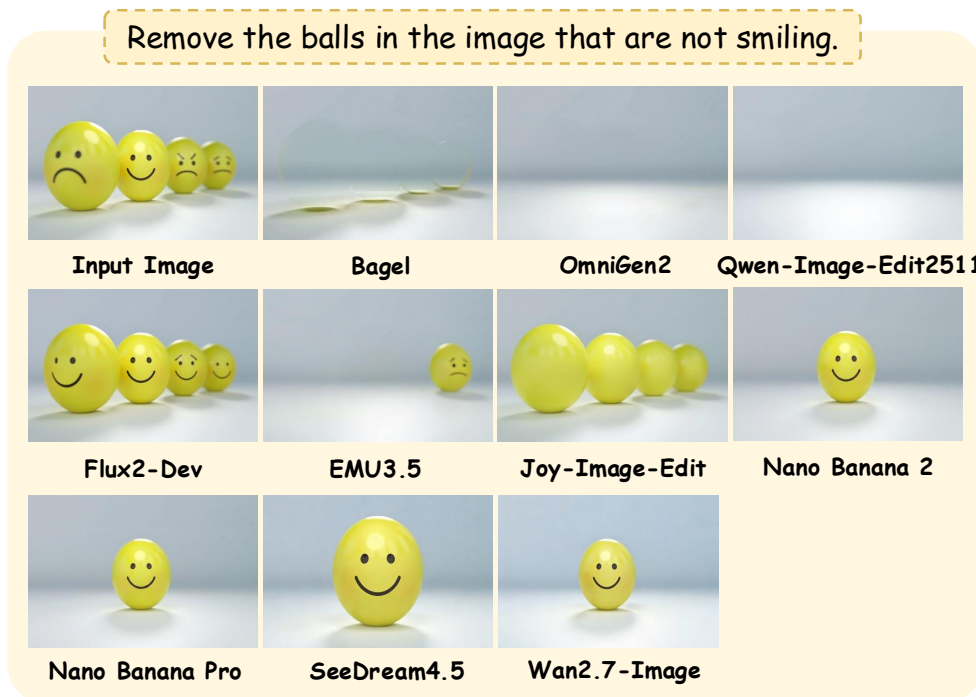 Remove the balls in the image that are not smiling.
Input Image
Bagel
OmniGen2
Qwen-Image-Edit2511
Flux2-Dev
EMU3.5
Joy-Image-Edit
Nano Banana 2
Nano Banana Pro
SeeDream4.5
Wan2.7-Image